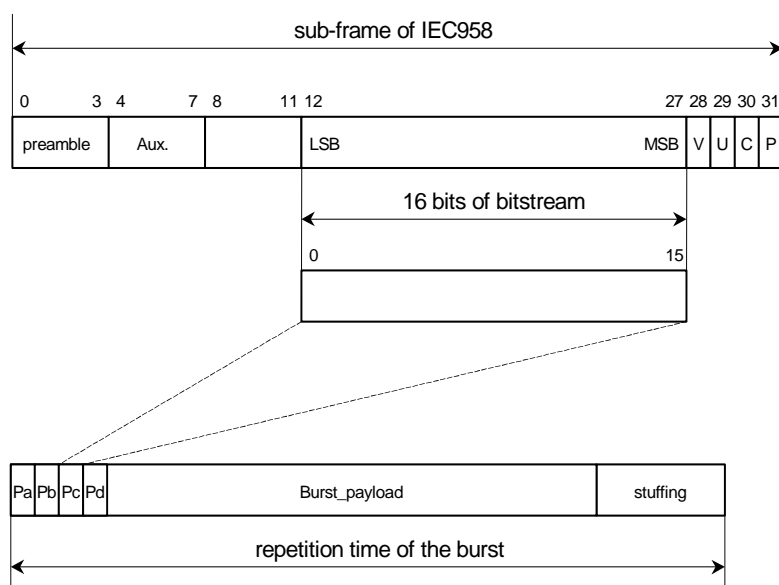 sub-frame of IEC958
0 3 4 7 8 11 12 27 28 29 30 31
preamble Aux. LSB MSB V U C P
16 bits of bitstream
0 15
Pa Pb Pc Pd Burst_payload stuffing
repetition time of the burst